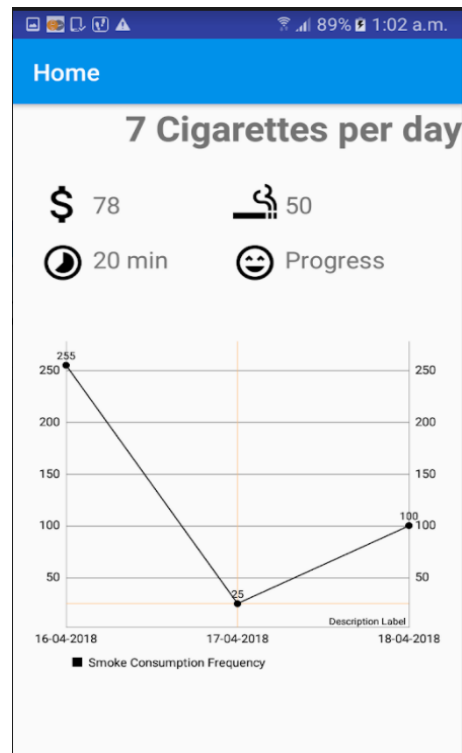 89% 1:02 a.m.
Home
7 Cigarettes per day
$ 78 50
20 min Progress
255
250 250
200 200
150 150
100
100 100
50 50
25
Description Label
16-04-2018 17-04-2018 18-04-2018
Smoke Consumption Frequency